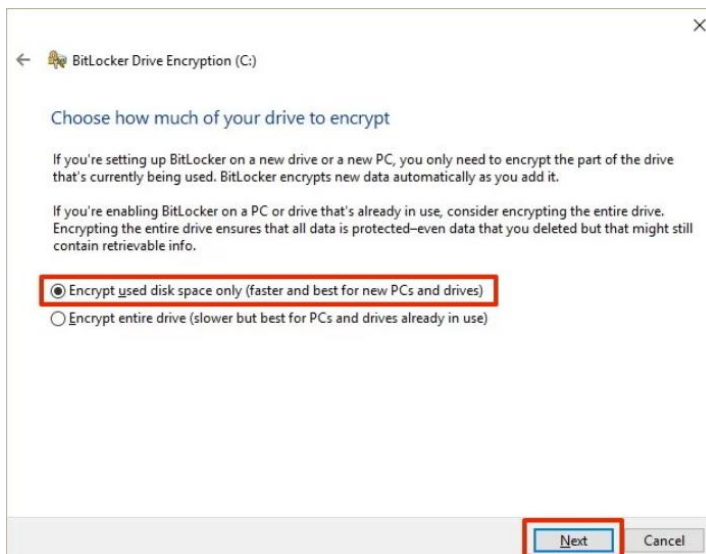 BitLocker Drive Encryption (C:)
Choose how much of your drive to encrypt
If you're setting up BitLocker on a new drive or a new PC, you only need to encrypt the part of the drive
that's currently being used. BitLocker encrypts new data automatically as you add it.
If you're enabling BitLocker on a PC or drive that's already in use, consider encrypting the entire drive.
Encrypting the entire drive ensures that all data is protected–even data that you deleted but that might still
contain retrievable info.
Encrypt used disk space only (faster and best for new PCs and drives)
Encrypt entire drive (slower but best for PCs and drives already in use)
Next Cancel